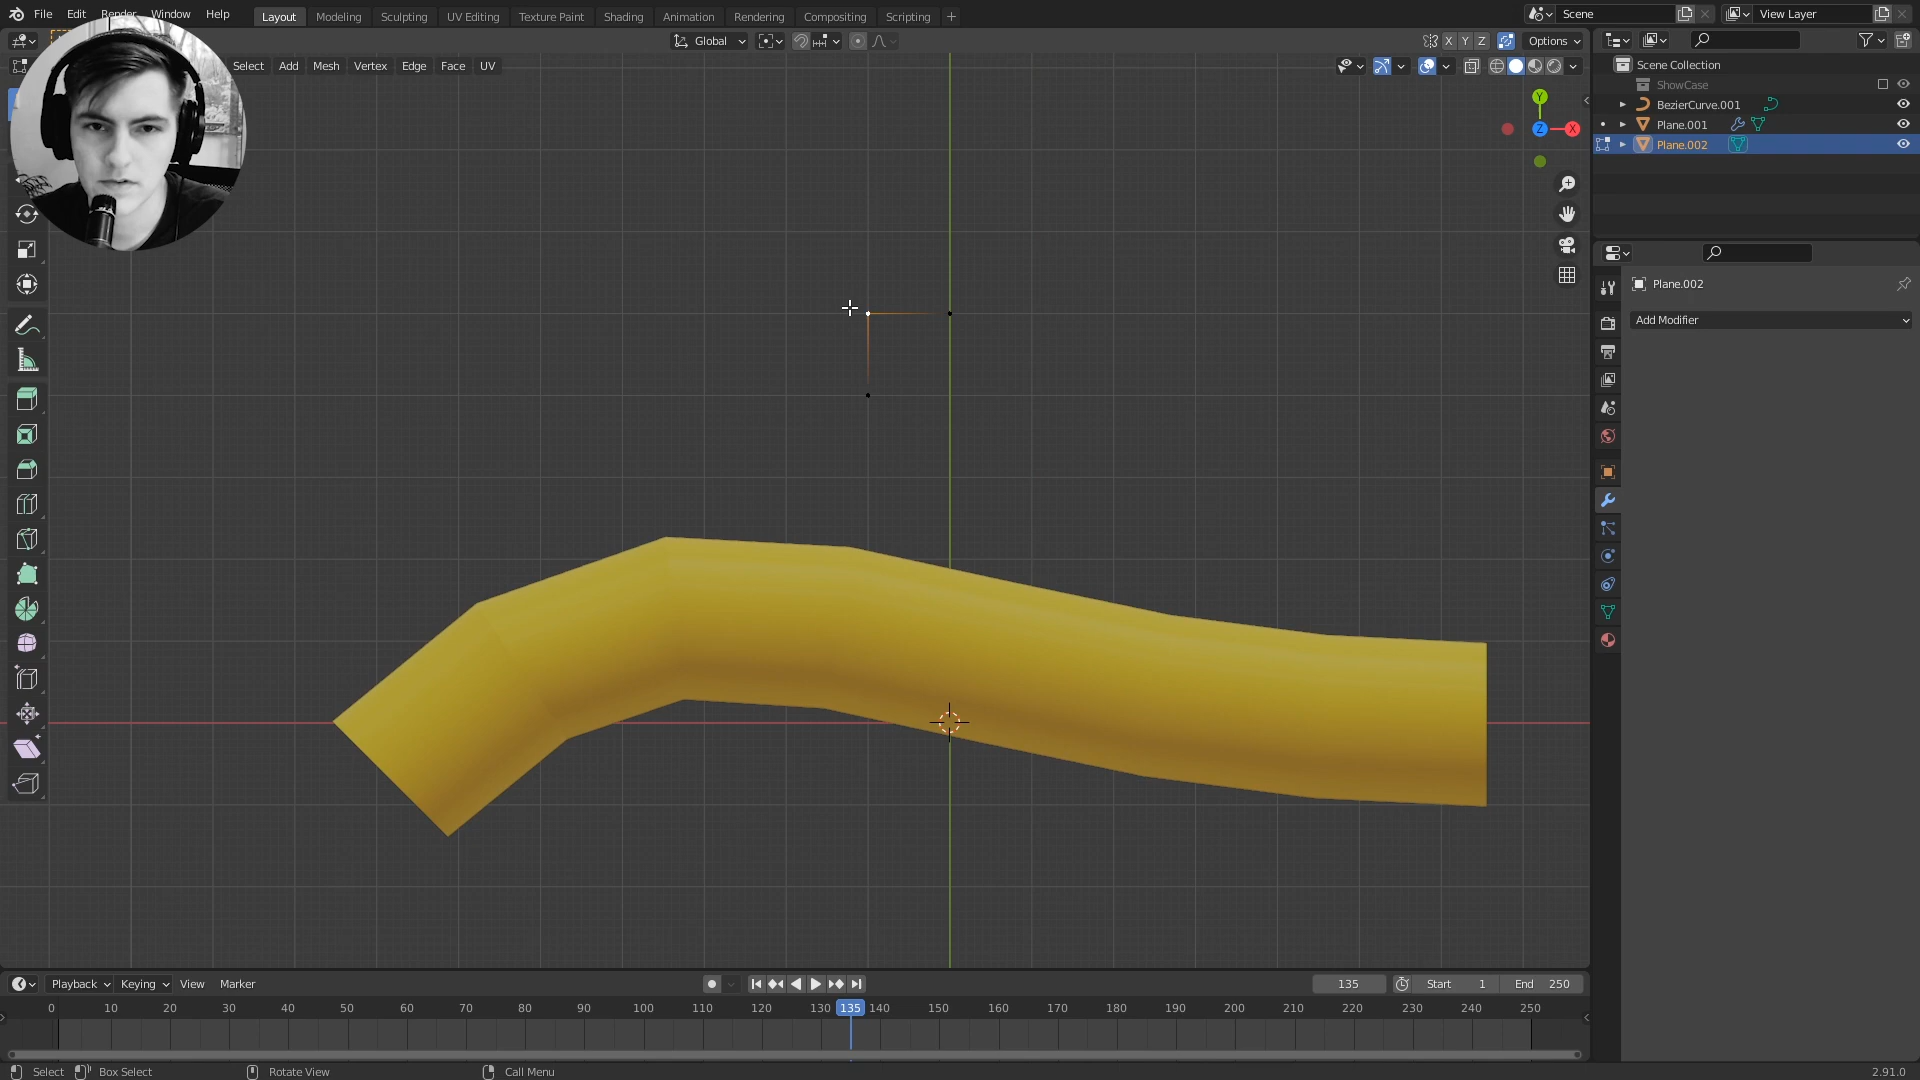 File Edit Render Window Help Layout Modeling Sculpting UV Editing Texture Paint Shading Animation Rendering Compositing Scripting + Scene View Layer
Global X Y Z Options
Select Add Mesh Vertex Edge Face UV
Scene Collection
ShowCase
BezierCurve.001
Plane.001
Plane.002
Y
Z X
Plane.002
Add Modifier
Playback Keying View Marker 135 Start 1 End 250
0 10 20 30 40 50 60 70 80 90 100 110 120 130 135 140 150 160 170 180 190 200 210 220 230 240 250
Select Box Select Rotate View Call Menu 2.91.0